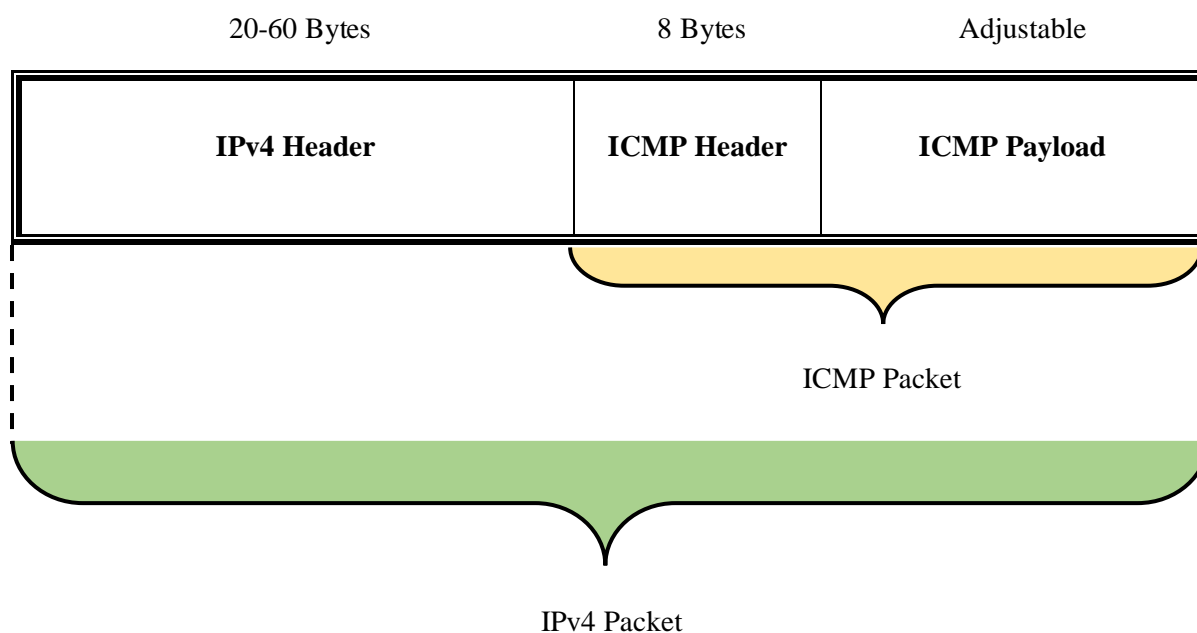 20-60 Bytes 8 Bytes Adjustable
IPv4 Header ICMP Header ICMP Payload
ICMP Packet
IPv4 Packet